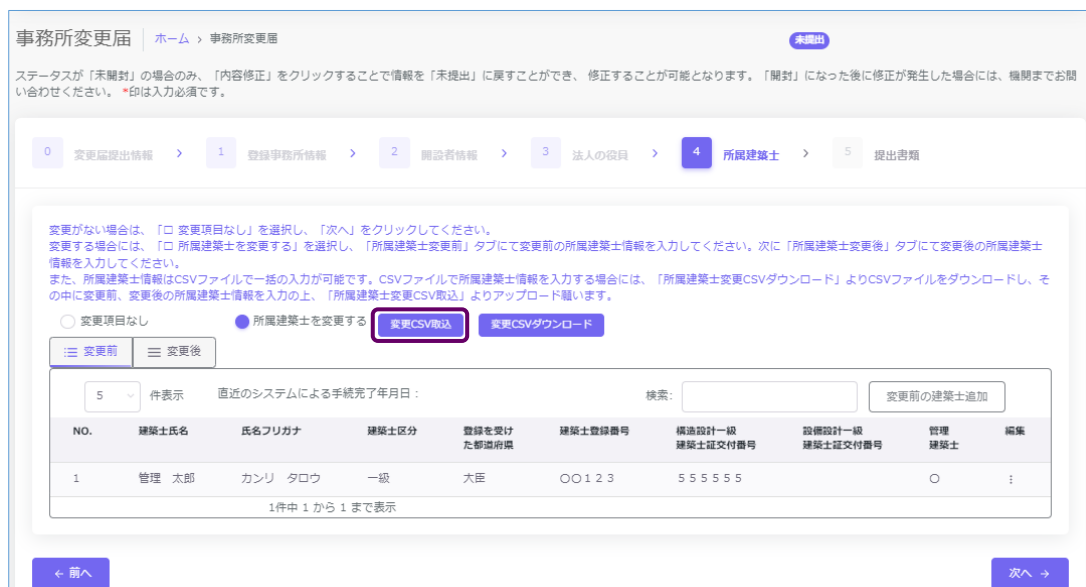 事務所変更届 ホーム › 事務所変更届 未提出
ステータスが「未開封」の場合のみ、「内容修正」をクリックすることで情報を「未提出」に戻すことができ、 修正することが可能となります。「開封」になった後に修正が発生した場合には、機関までお問
い合わせください。 *印は入力必須です。
0 変更届提出情報 > 1 登録事務所情報 > 2 開設者情報 > 3 法人の役員 > 4 所属建築士 > 5 提出書類
変更がない場合は、「□ 変更項目なし」を選択し、「次へ」をクリックしてください。
変更する場合には、「□ 所属建築士を変更する」を選択し、「所属建築士変更前」タブにて変更前の所属建築士情報を入力してください。次に「所属建築士変更後」タブにて変更後の所属建築士
情報を入力してください。
また、所属建築士情報はCSVファイルで一括の入力が可能です。CSVファイルで所属建築士情報を入力する場合には、「所属建築士変更CSVダウンロード」よりCSVファイルをダウンロードし、そ
の中に変更前、変更後の所属建築士情報を入力の上、「所属建築士変更CSV取込」よりアップロード願います。
変更項目なし 所属建築士を変更する 変更CSV取込 変更CSVダウンロード
変更前 変更後
5 件表示 直近のシステムによる手続完了年月日： 検索: 変更前の建築士追加
NO. 建築士氏名 氏名フリガナ 建築士区分 登録を受け 建築士登録番号 構造設計一級 設備設計一級 管理 編集
た都道府県 建築士証交付番号 建築士証交付番号 建築士
1 管理 太郎 カンリ タロウ 一級 大臣 〇〇１２３ ５５５５５５ 〇 ⋮
1件中 1 から 1 まで表示
← 前へ 次へ →